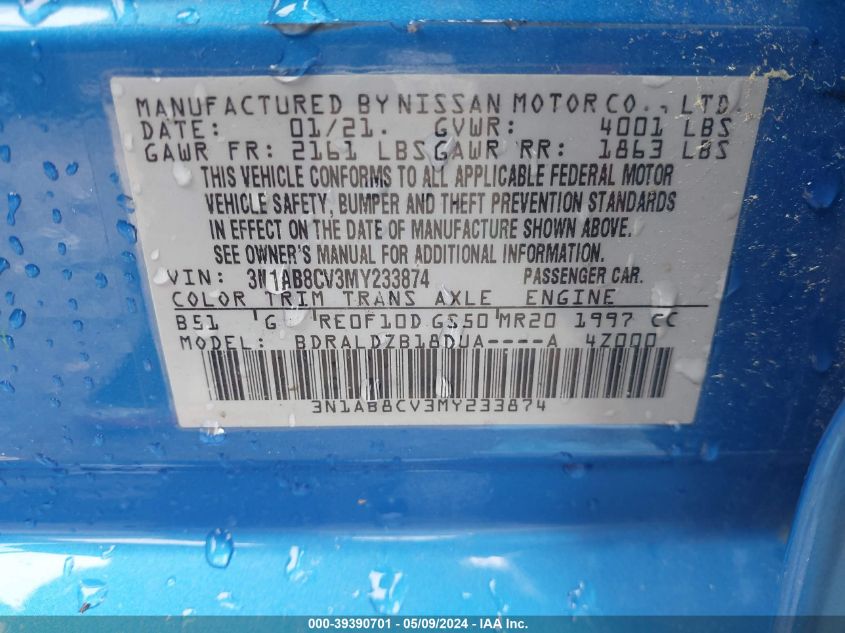 MANUFACTURED BY NISSAN MOTOR CO., LTD.
DATE: 01/21. GVWR: 4001 LBS
GAWR FR: 2161 LBS GAWR RR: 1863 LBS
THIS VEHICLE CONFORMS TO ALL APPLICABLE FEDERAL MOTOR
VEHICLE SAFETY, BUMPER AND THEFT PREVENTION STANDARDS
IN EFFECT ON THE DATE OF MANUFACTURE SHOWN ABOVE.
SEE OWNER'S MANUAL FOR ADDITIONAL INFORMATION.
VIN: 3N1AB8CV3MY233874 PASSENGER CAR.
COLOR TRIM TRANS AXLE ENGINE
B51 G RE0F10D GS50 MR20 1997 CC
MODEL: BDRALDZB18DUA----A 4Z000
3N1AB8CV3MY233874
000-39390701 - 05/09/2024 - IAAI.COM